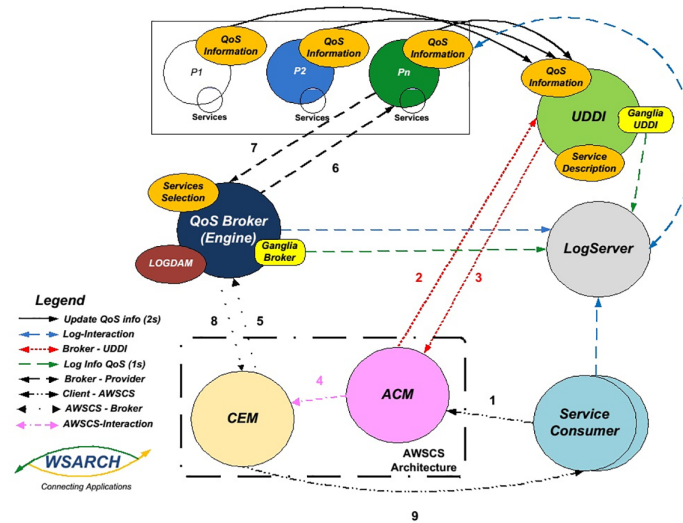 QoS
Information
QoS
Information
QoS
Information
P1
P2
Pn
Services
Services
Services
QoS
Information
UDDI
Ganglia
UDDI
Service
Description
7
6
Services
Selection
QoS Broker
(Engine)
LOGDAM
Ganglia
Broker
LogServer
2
3
Legend
Update QoS info (2s)
Log-Interaction
Broker - UDDI
Log Info QoS (1s)
Broker - Provider
Client - AWSCS
AWSCS - Broker
AWSCS-Interaction
8
5
4
CEM
ACM
1
AWSCS
Architecture
Service
Consumer
WSARCH
Connecting Applications
9